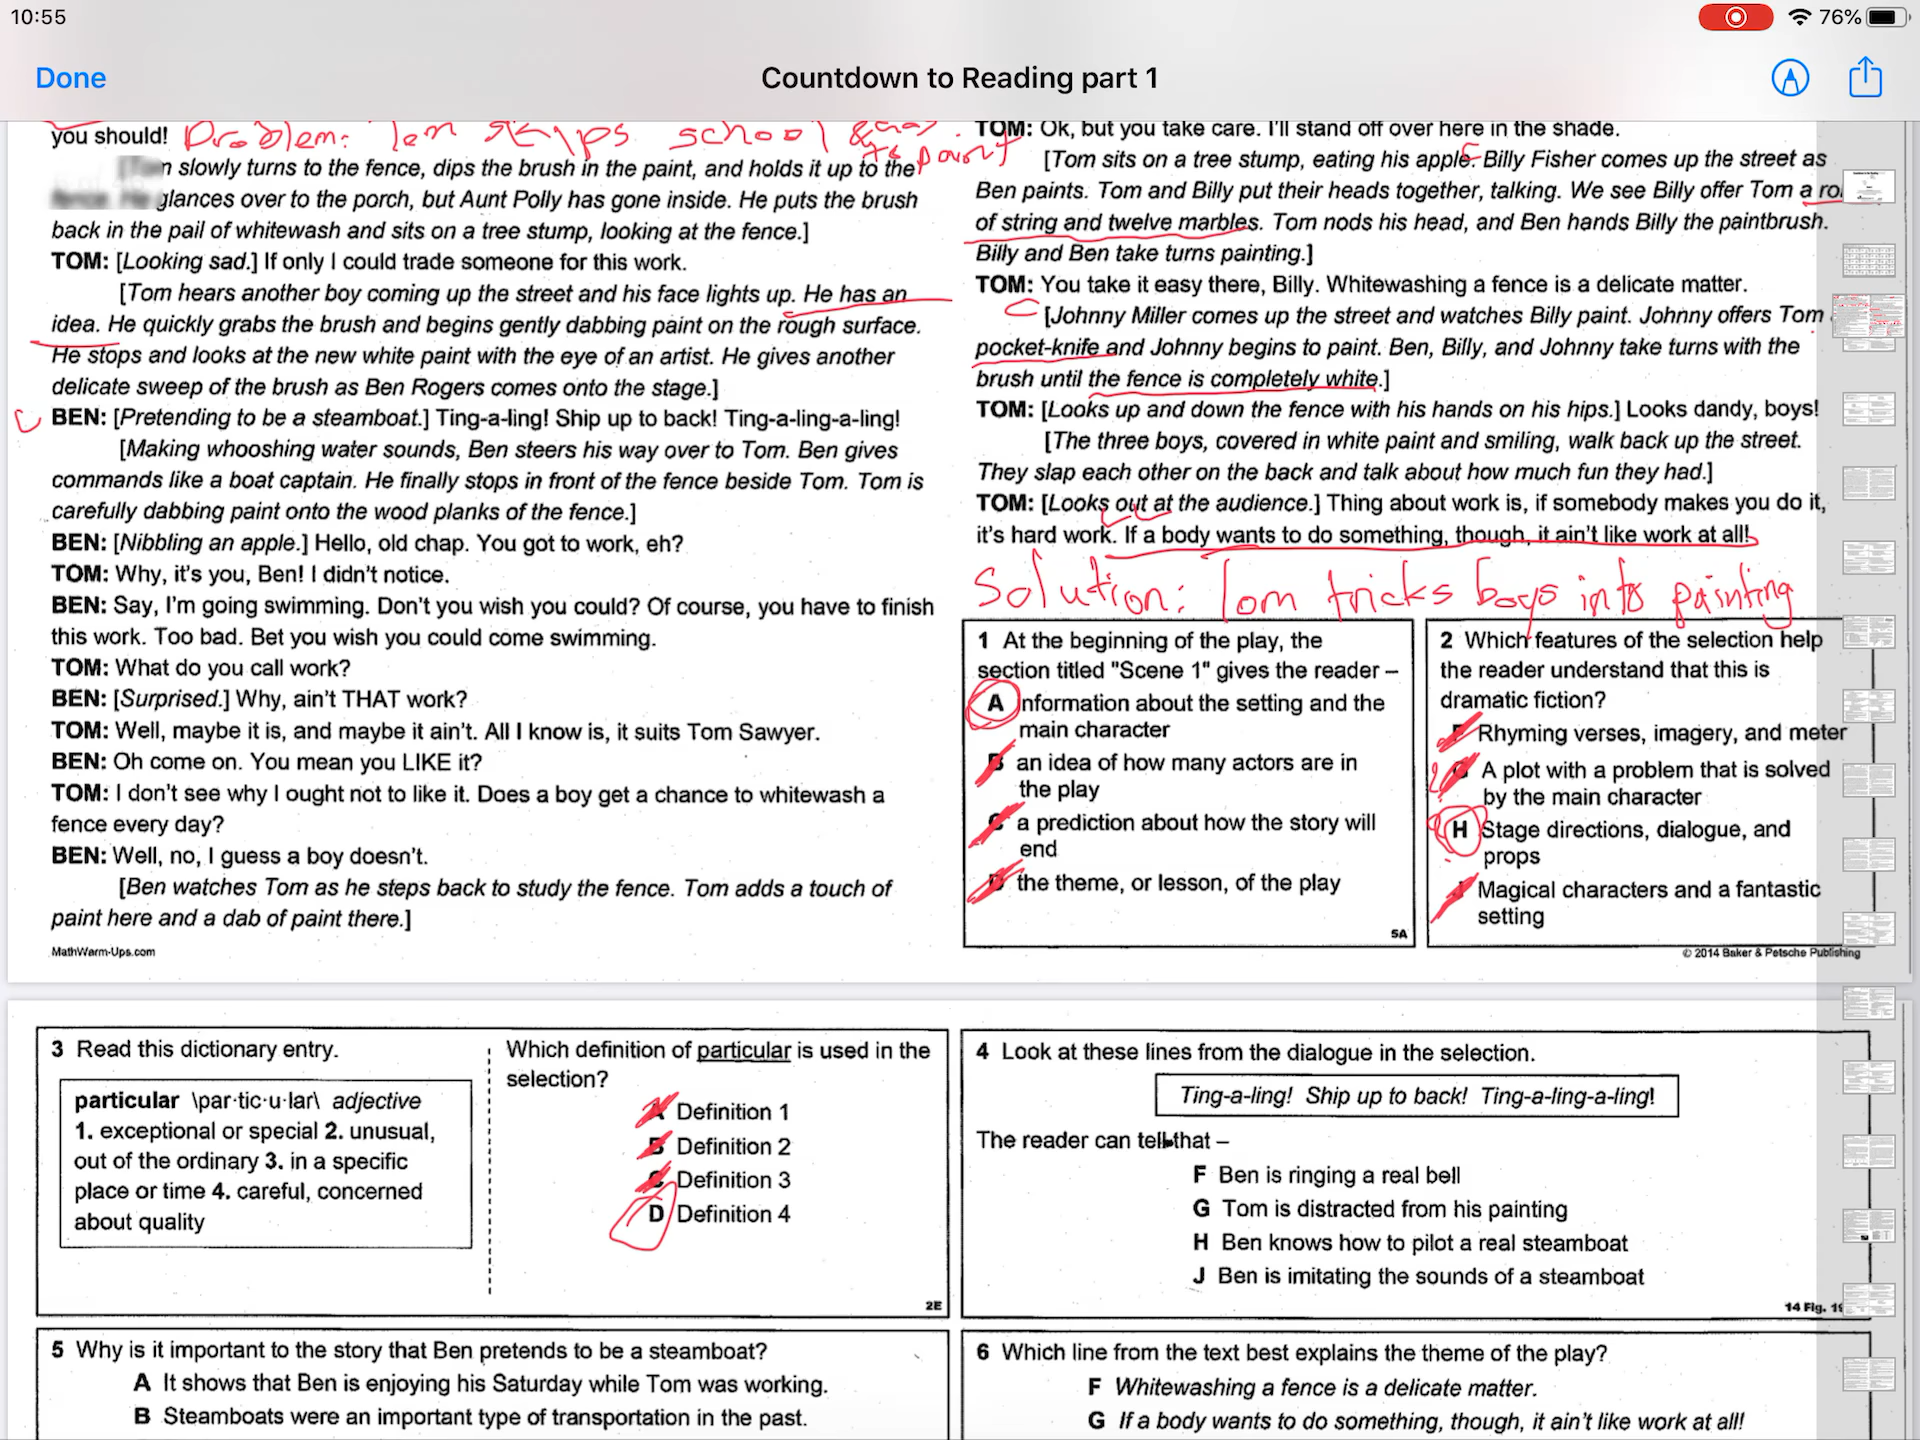 10:55
76%
Done
Countdown to Reading part 1
you should! Problem: Tom skips school & has
to paint
slowly turns to the fence, dips the brush in the paint, and holds it up to the
glances over to the porch, but Aunt Polly has gone inside. He puts the brush
back in the pail of whitewash and sits on a tree stump, looking at the fence.]
TOM: [Looking sad.] If only I could trade someone for this work.
[Tom hears another boy coming up the street and his face lights up. He has an
idea. He quickly grabs the brush and begins gently dabbing paint on the rough surface.
He stops and looks at the new white paint with the eye of an artist. He gives another
delicate sweep of the brush as Ben Rogers comes onto the stage.]
C BEN: [Pretending to be a steamboat.] Ting-a-ling! Ship up to back! Ting-a-ling-a-ling!
[Making whooshing water sounds, Ben steers his way over to Tom. Ben gives
commands like a boat captain. He finally stops in front of the fence beside Tom. Tom is
carefully dabbing paint onto the wood planks of the fence.]
BEN: [Nibbling an apple.] Hello, old chap. You got to work, eh?
TOM: Why, it's you, Ben! I didn't notice.
BEN: Say, I'm going swimming. Don't you wish you could? Of course, you have to finish
this work. Too bad. Bet you wish you could come swimming.
TOM: What do you call work?
BEN: [Surprised.] Why, ain't THAT work?
TOM: Well, maybe it is, and maybe it ain't. All I know is, it suits Tom Sawyer.
BEN: Oh come on. You mean you LIKE it?
TOM: I don't see why I ought not to like it. Does a boy get a chance to whitewash a
fence every day?
BEN: Well, no, I guess a boy doesn't.
[Ben watches Tom as he steps back to study the fence. Tom adds a touch of
paint here and a dab of paint there.]
MathWarm-Ups.com
TOM: Ok, but you take care. I'll stand off over here in the shade.
[Tom sits on a tree stump, eating his apple. C Billy Fisher comes up the street as
Ben paints. Tom and Billy put their heads together, talking. We see Billy offer Tom a
of string and twelve marbles. Tom nods his head, and Ben hands Billy the paintbrush.
Billy and Ben take turns painting.]
TOM: You take it easy there, Billy. Whitewashing a fence is a delicate matter.
C [Johnny Miller comes up the street and watches Billy paint. Johnny offers Tom
pocket-knife and Johnny begins to paint. Ben, Billy, and Johnny take turns with the
brush until the fence is completely white.]
TOM: [Looks up and down the fence with his hands on his hips.] Looks dandy, boys!
[The three boys, covered in white paint and smiling, walk back up the street.
They slap each other on the back and talk about how much fun they had.]
TOM: [Looks out at the audience.] Thing about work is, if somebody makes you do it,
it's hard work. If a body wants to do something, though, it ain't like work at all!
Solution: Tom tricks boys into painting
1 At the beginning of the play, the
section titled "Scene 1" gives the reader –
A information about the setting and the
main character
B an idea of how many actors are in
the play
C a prediction about how the story will
end
D the theme, or lesson, of the play
5A
2 Which features of the selection help
the reader understand that this is
dramatic fiction?
F Rhyming verses, imagery, and meter
G A plot with a problem that is solved
by the main character
H Stage directions, dialogue, and
props
J Magical characters and a fantastic
setting
© 2014 Baker & Petsche Publishing
3 Read this dictionary entry.
particular \par·tic·u·lar\ adjective
1. exceptional or special 2. unusual,
out of the ordinary 3. in a specific
place or time 4. careful, concerned
about quality
Which definition of particular is used in the
selection?
A Definition 1
B Definition 2
C Definition 3
D Definition 4
2E
4 Look at these lines from the dialogue in the selection.
Ting-a-ling! Ship up to back! Ting-a-ling-a-ling!
The reader can tell that –
F Ben is ringing a real bell
G Tom is distracted from his painting
H Ben knows how to pilot a real steamboat
J Ben is imitating the sounds of a steamboat
14 Fig. 19
5 Why is it important to the story that Ben pretends to be a steamboat?
A It shows that Ben is enjoying his Saturday while Tom was working.
B Steamboats were an important type of transportation in the past.
6 Which line from the text best explains the theme of the play?
F Whitewashing a fence is a delicate matter.
G If a body wants to do something, though, it ain't like work at all!